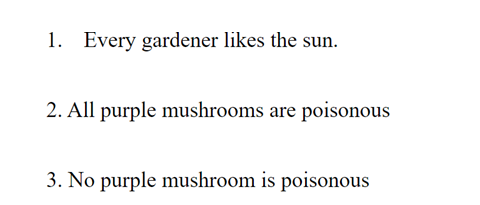 1. Every gardener likes the sun.
2. All purple mushrooms are poisonous
3. No purple mushroom is poisonous